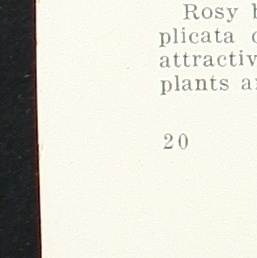 Rosy
plicata
attractiv
plants a
20